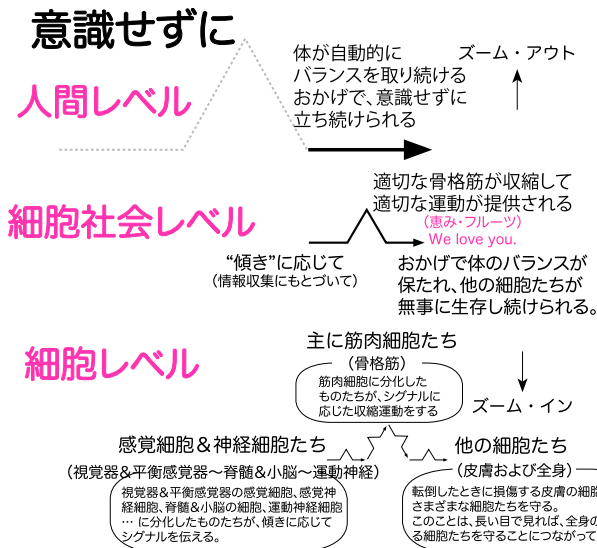 意識せずに
体が自動的に
バランスを取り続ける
おかげで、意識せずに
立ち続けられる
ズーム・アウト
人間レベル
適切な骨格筋が収縮して
適切な運動が提供される
（恵み・フルーツ）
We love you.
細胞社会レベル
“傾き”に応じて
（情報収集にもとづいて）
おかげで体のバランスが
保たれ、他の細胞たちが
無事に生存し続けられる。
細胞レベル
主に筋肉細胞たち
（骨格筋）
筋肉細胞に分化した
ものたちが、シグナルに
応じた収縮運動をする
ズーム・イン
感覚細胞＆神経細胞たち
（視覚器＆平衡感覚器〜脊髄＆小脳〜運動神経）
視覚器＆平衡感覚器の感覚細胞、感覚神
経細胞、脊髄＆小脳の細胞、運動神経細胞
… に分化したものたちが、傾きに応じて
シグナルを伝える。
他の細胞たち
（皮膚および全身）
転倒したときに損傷する皮膚の細胞
さまざまな細胞たちを守る。
このことは、長い目で見れば、全身の
る細胞たちを守ることにつながって